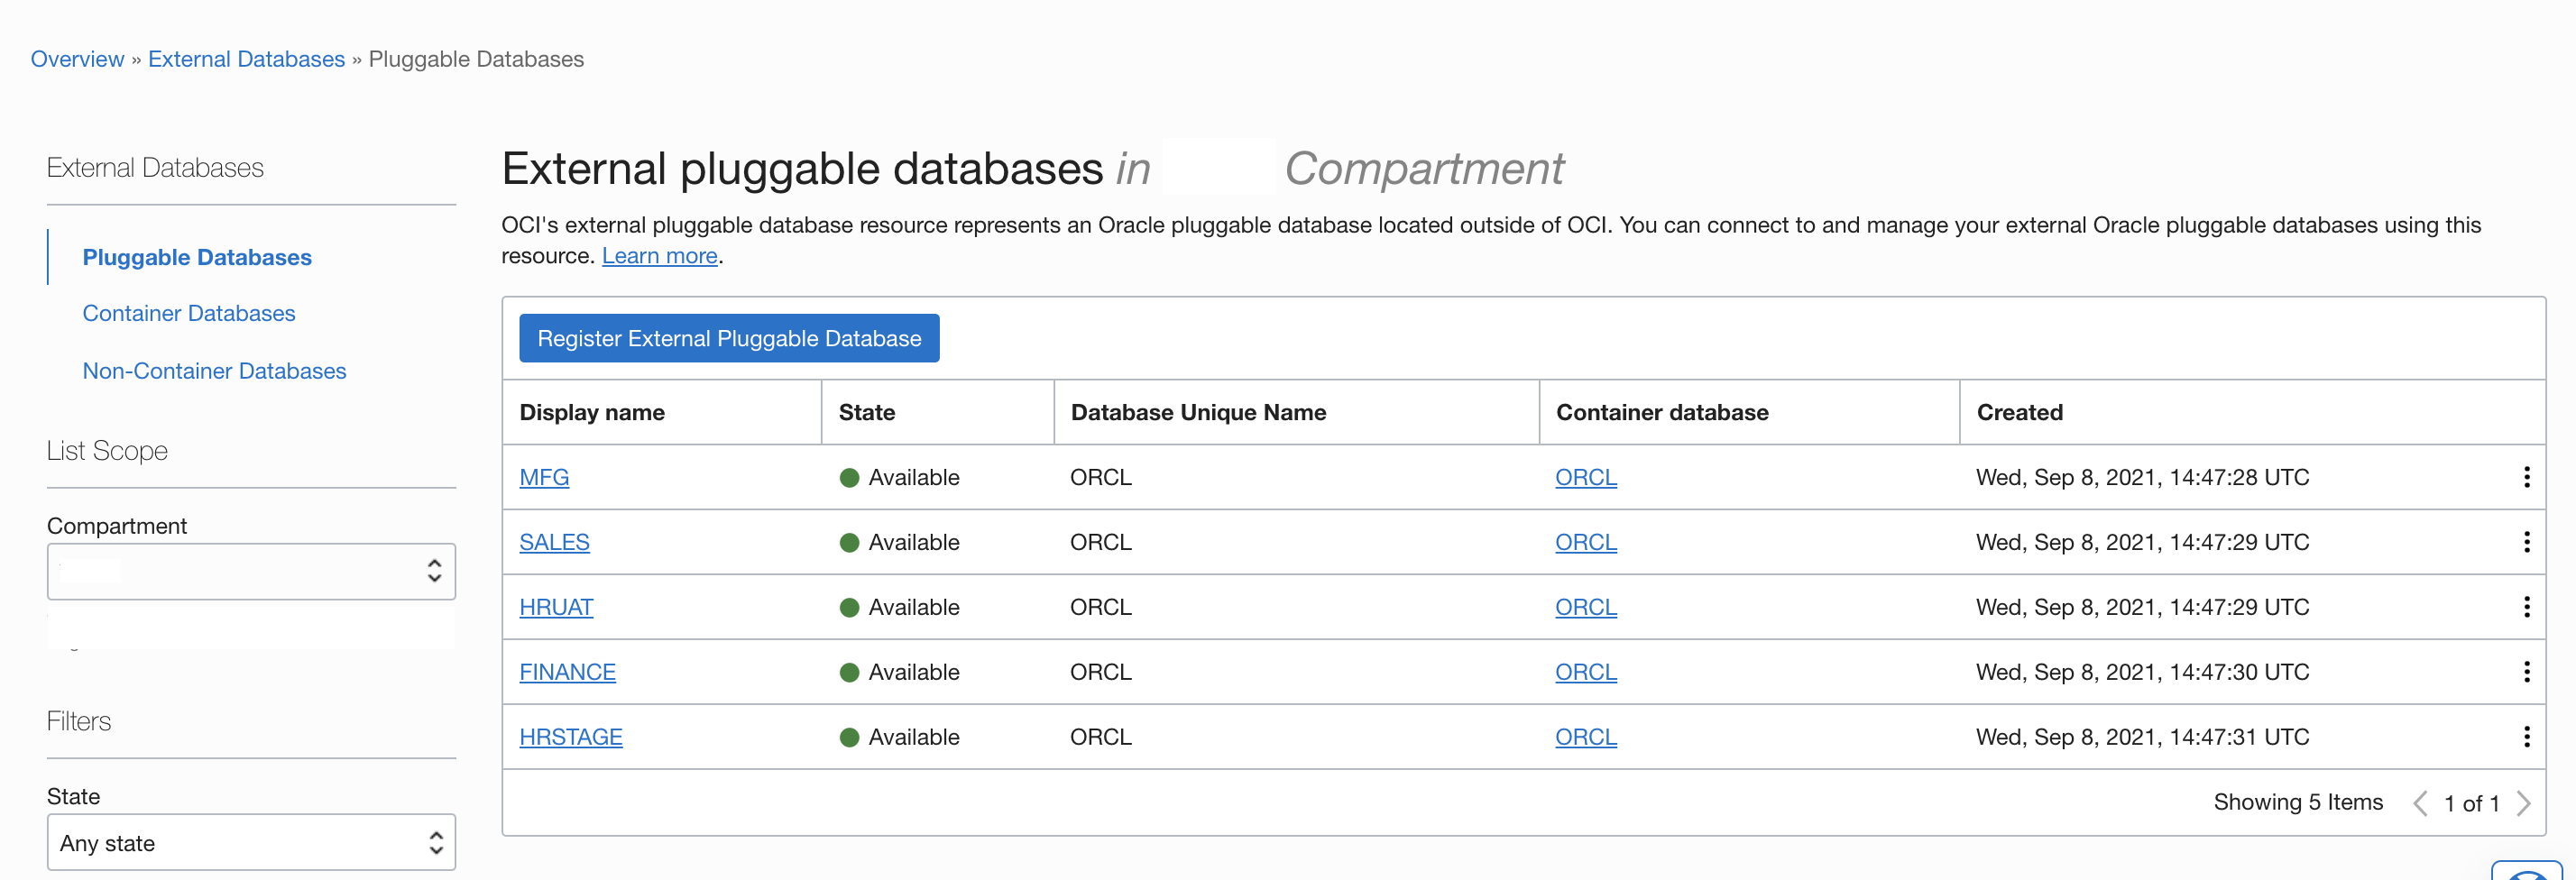 Overview » External Databases » Pluggable Databases
External Databases
Pluggable Databases
Container Databases
Non-Container Databases
List Scope
Compartment
Filters
State
Any state
External pluggable databases in Compartment
OCI's external pluggable database resource represents an Oracle pluggable database located outside of OCI. You can connect to and manage your external Oracle pluggable databases using this
resource. Learn more.
Register External Pluggable Database
Display name State Database Unique Name Container database Created
MFG Available ORCL ORCL Wed, Sep 8, 2021, 14:47:28 UTC
SALES Available ORCL ORCL Wed, Sep 8, 2021, 14:47:29 UTC
HRUAT Available ORCL ORCL Wed, Sep 8, 2021, 14:47:29 UTC
FINANCE Available ORCL ORCL Wed, Sep 8, 2021, 14:47:30 UTC
HRSTAGE Available ORCL ORCL Wed, Sep 8, 2021, 14:47:31 UTC
Showing 5 Items 1 of 1